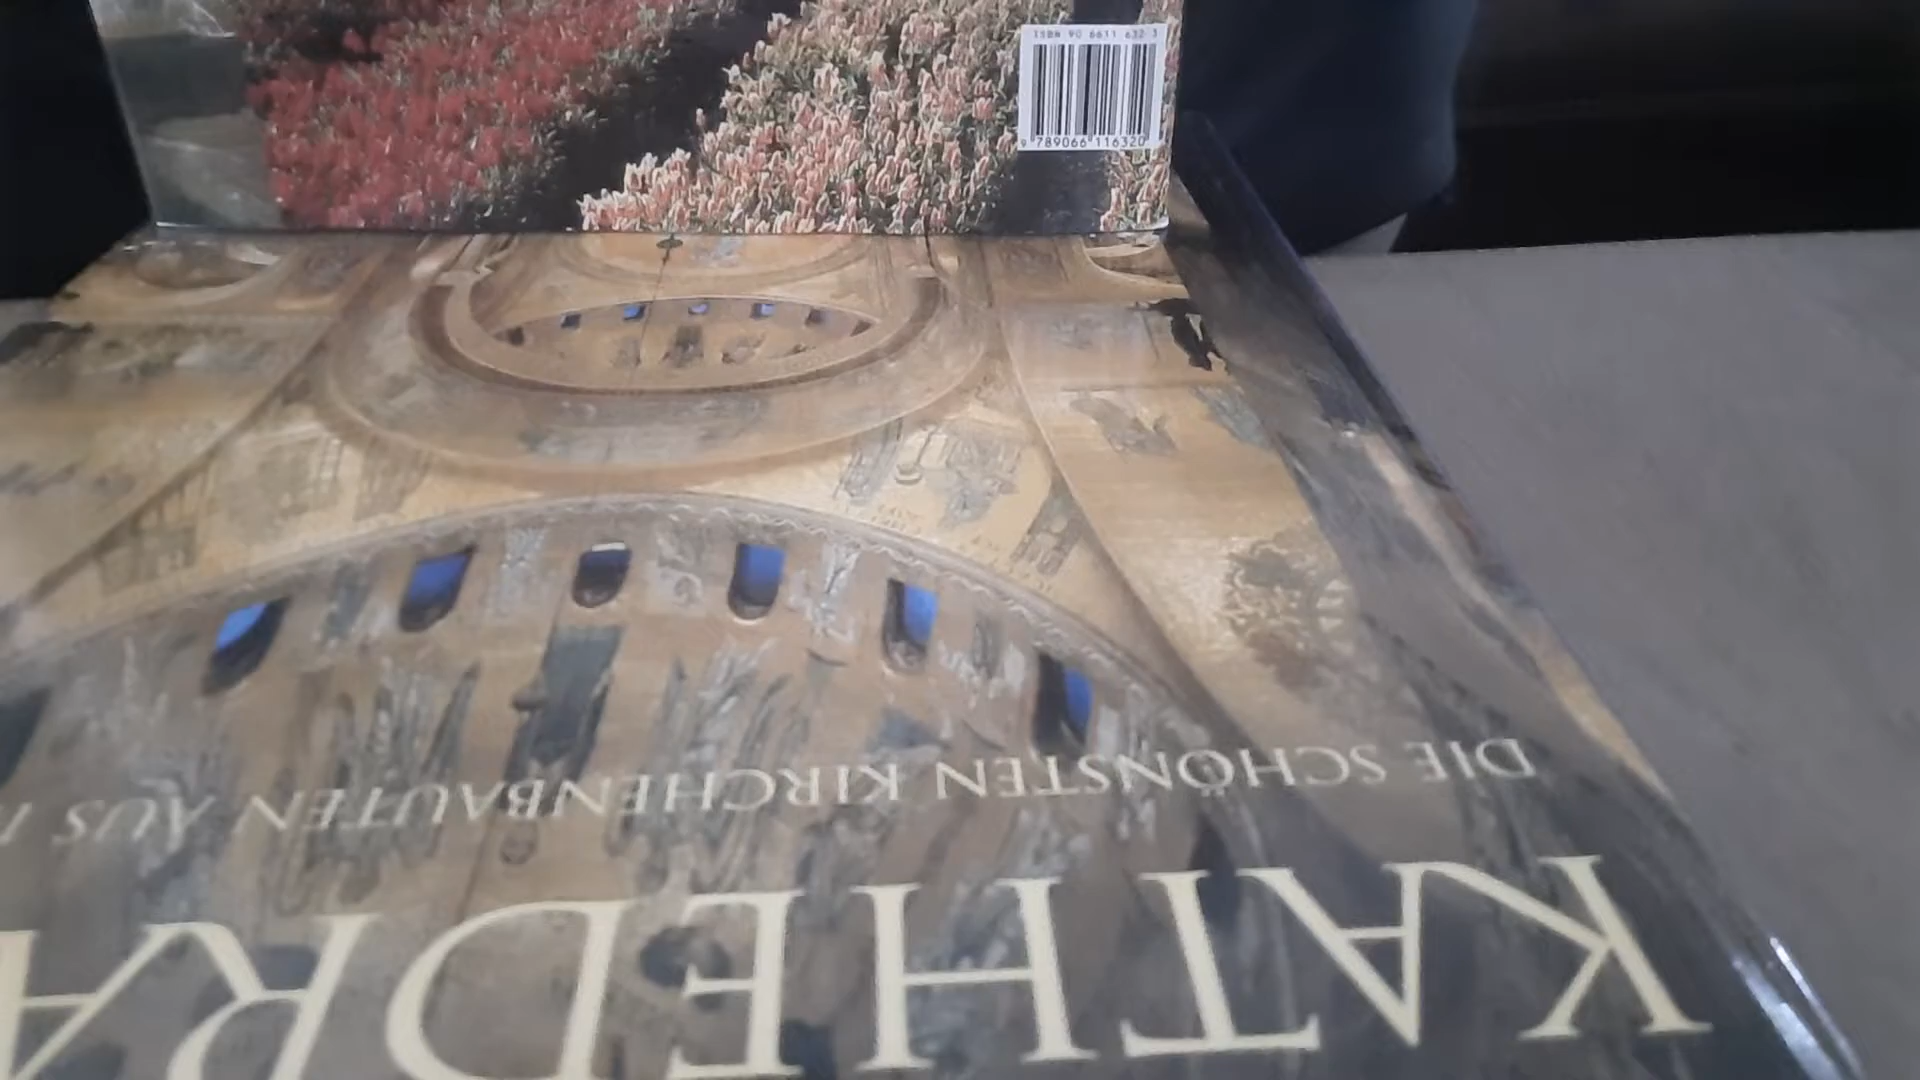 ISBN 90 6611 632 3
9 789066 116320
KATHEDRA
DIE SCHÖNSTEN KIRCHENBAUTEN AUS